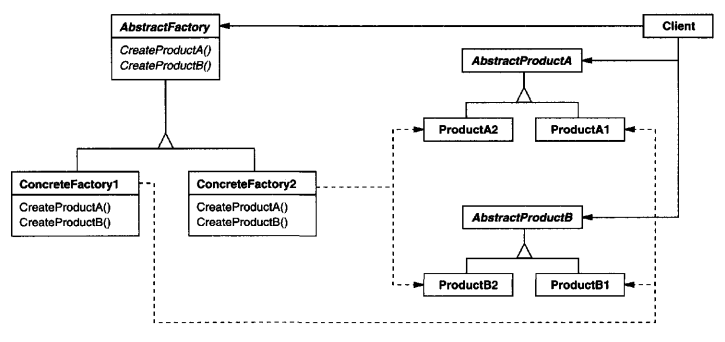 AbstractFactory
CreateProductA()
CreateProductB()
Client
AbstractProductA
ProductA2
ProductA1
ConcreteFactory1
CreateProductA()
CreateProductB()
ConcreteFactory2
CreateProductA()
CreateProductB()
AbstractProductB
ProductB2
ProductB1